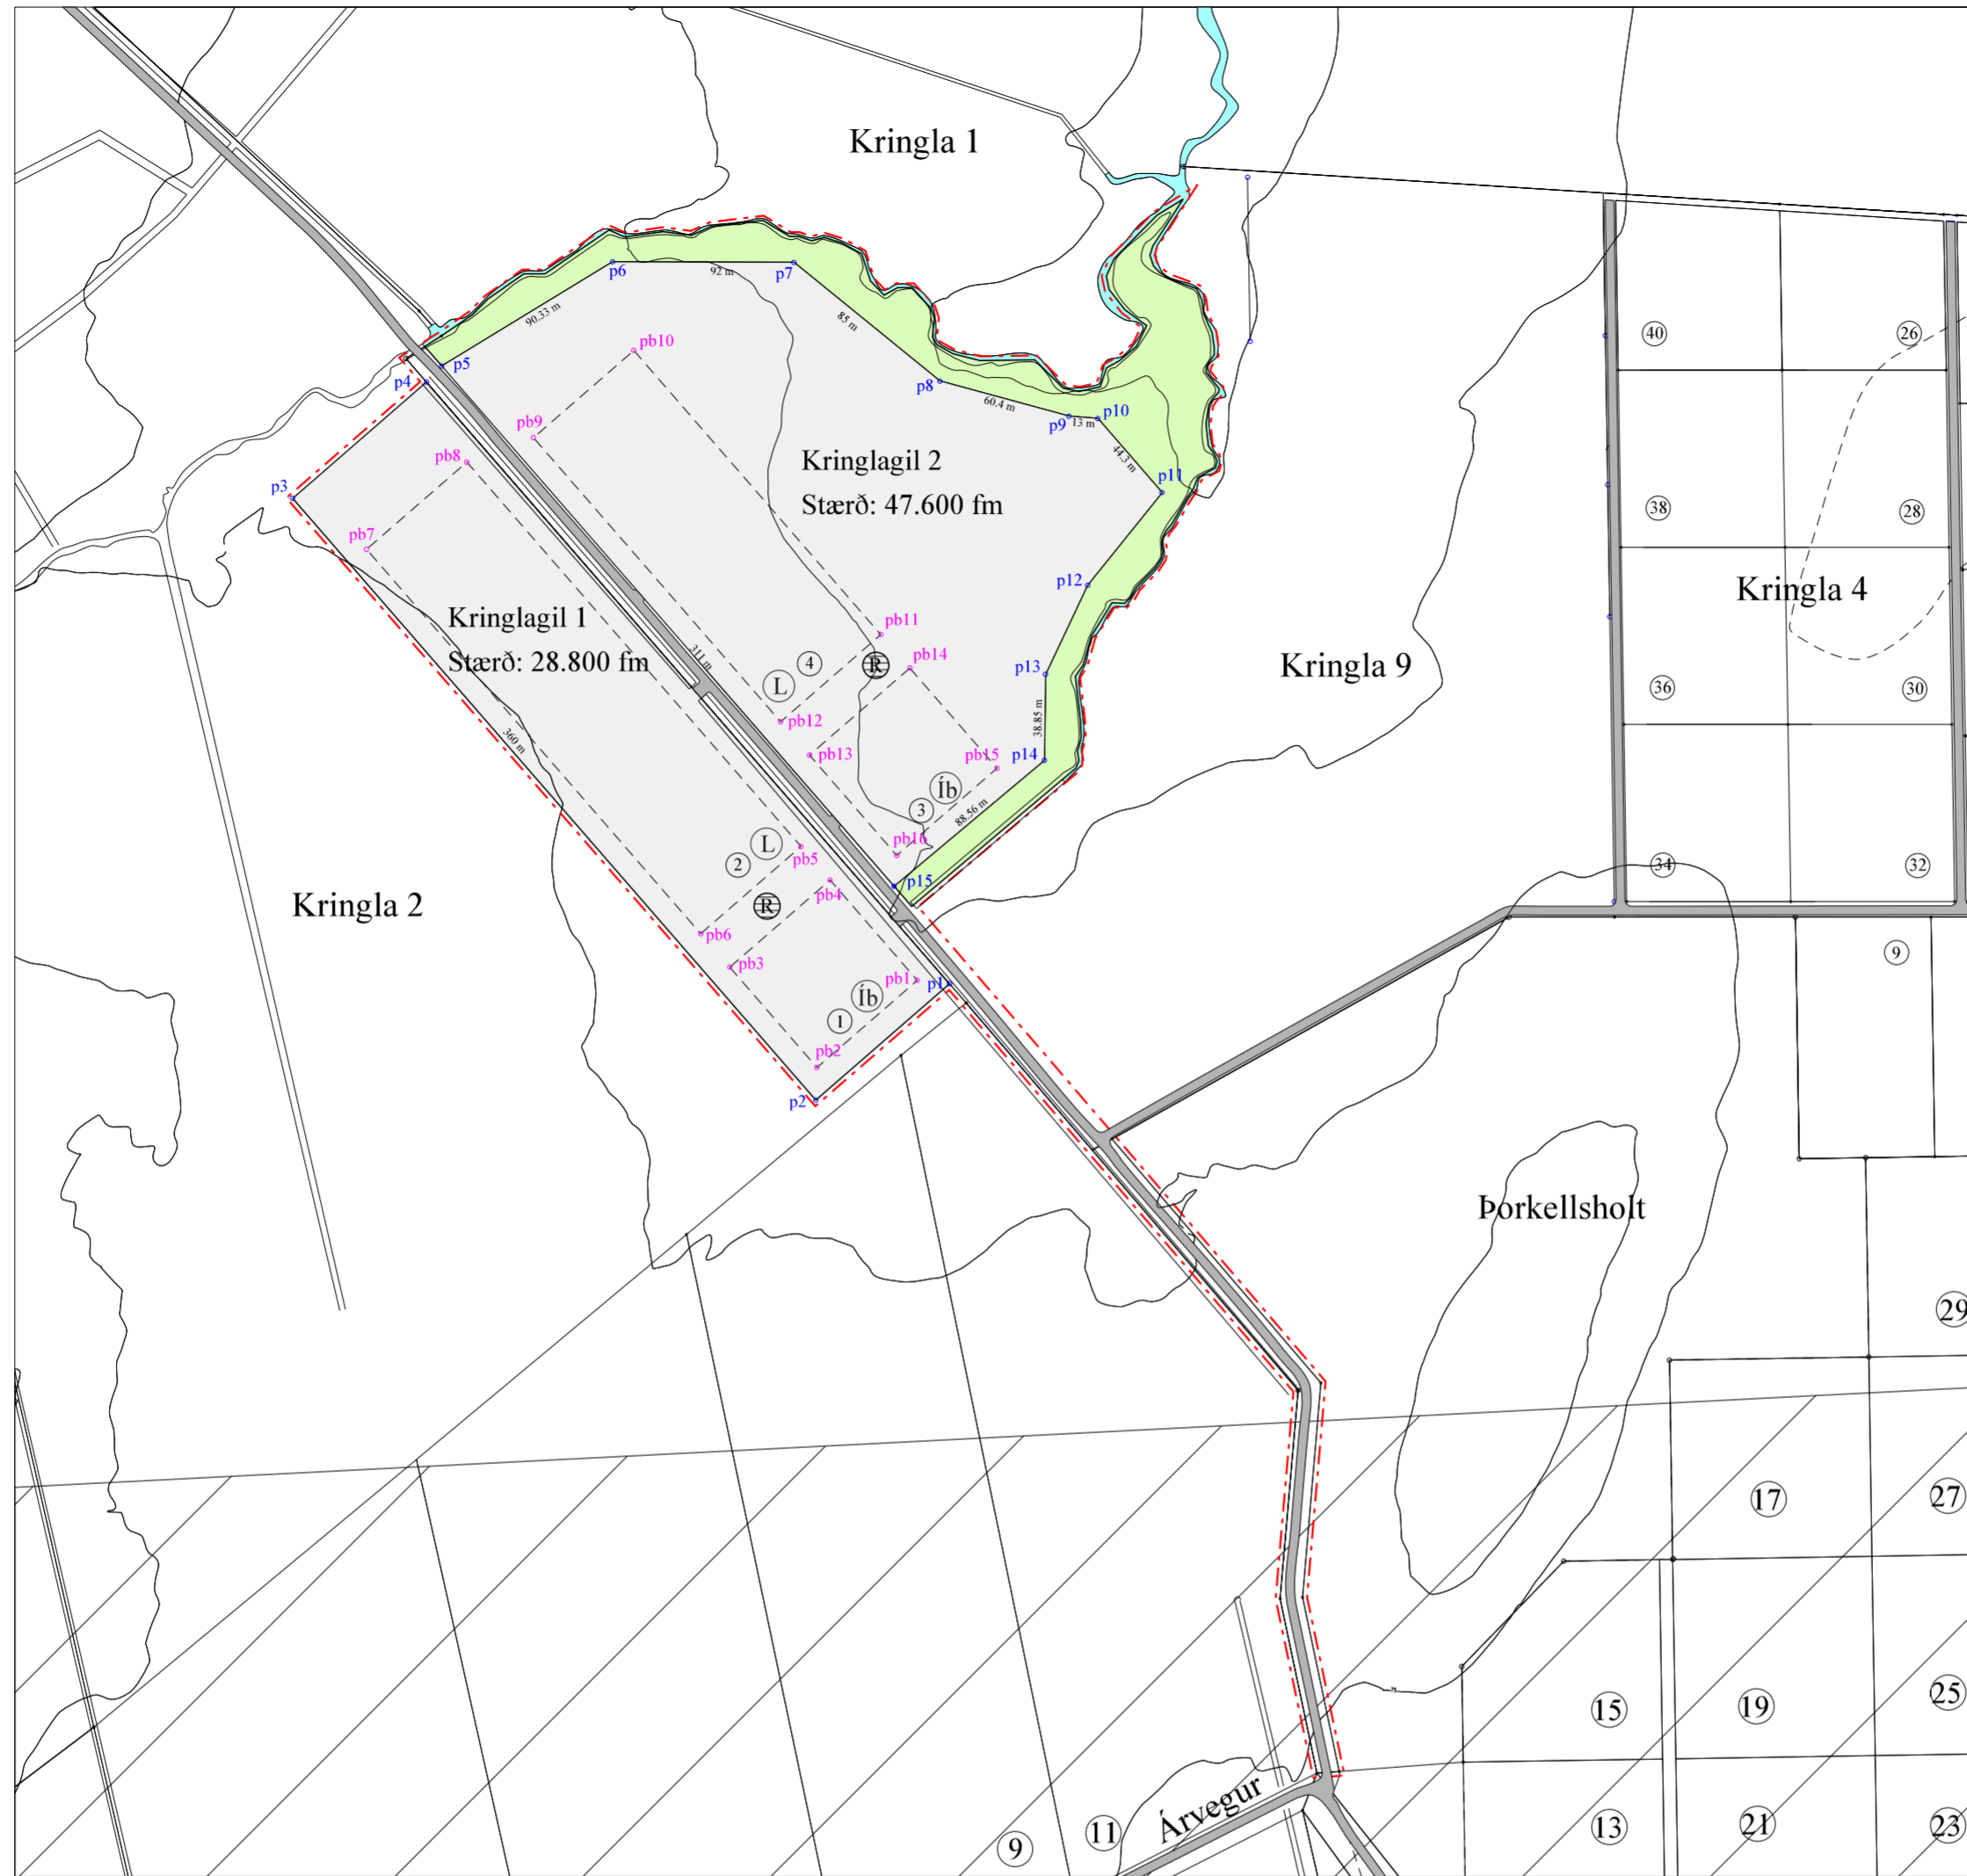 Kringla 1
p6
92 m
p7
90.33 m
85 m
p5
p4
pb10
p8
60.4 m
p9
13 m
p10
44.3 m
40
26
pb9
pb8
Kringlagil 2
Stærð: 47.600 fm
p3
p11
38
28
pb7
p12
Kringla 4
Kringlagil 1
Stærð: 28.800 fm
311 m
pb11
4
R
pb14
p13
Kringla 9
L
36
30
pb12
360 m
38.85 m
pb13
pb15
p14
Íb
3
88.56 m
L
2
pb5
pb16
34
32
pb4
p15
Kringla 2
R
pb6
pb3
9
pb1
p1
Íb
1
pb2
p2
Þorkellsholt
29
17
27
15
19
25
Árvegur
9
11
13
21
23